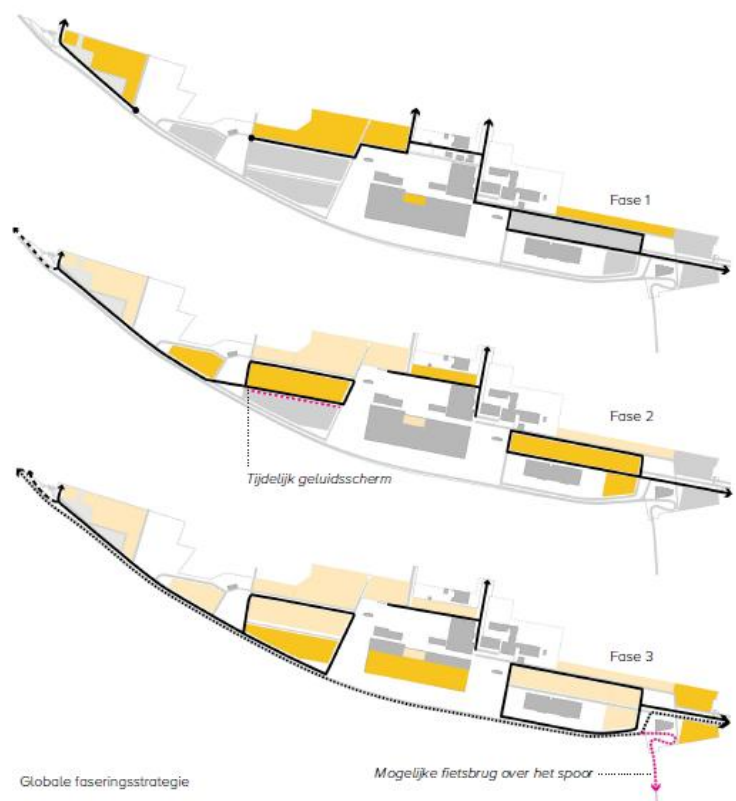 Fase 1
Fase 2
Tijdelijk geluidsscherm
Fase 3
Mogelijke fietsbrug over het spoor
Globale faseringsstrategie